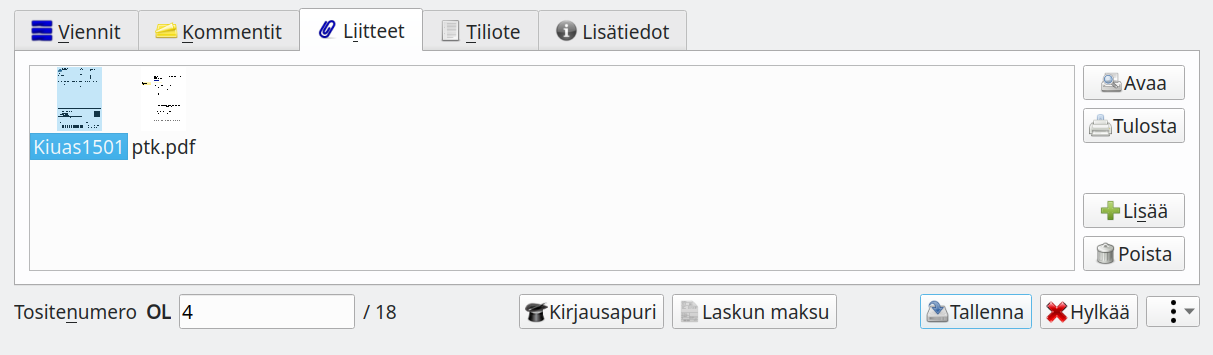 Viennit Kommentit Liitteet Tiliote Lisätiedot
Avaa
Tulosta
Kiuas1501 ptk.pdf
Lisää
Poista
Tositenumero OL 4 / 18 Kirjausapuri Laskun maksu Tallenna Hylkää